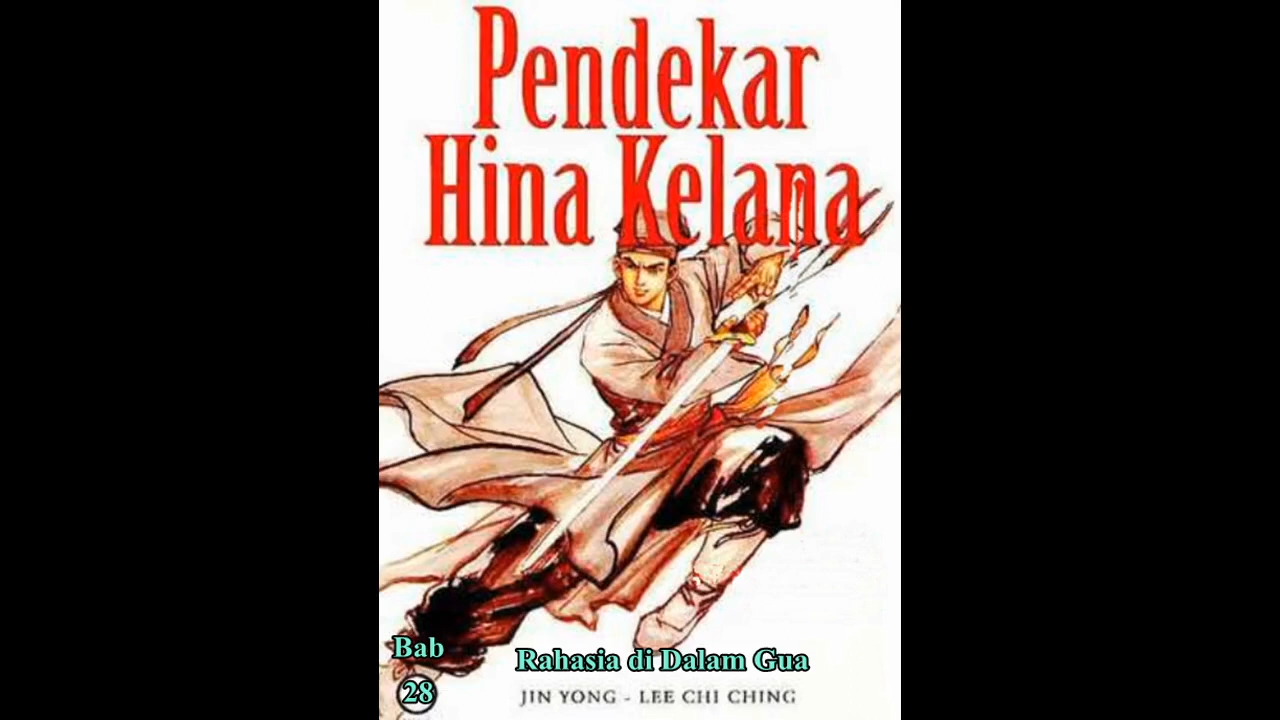 Pendekar
Hina Kelana
Bab
28
Rahasia di Dalam Gua
JIN YONG - LEE CHI CHING